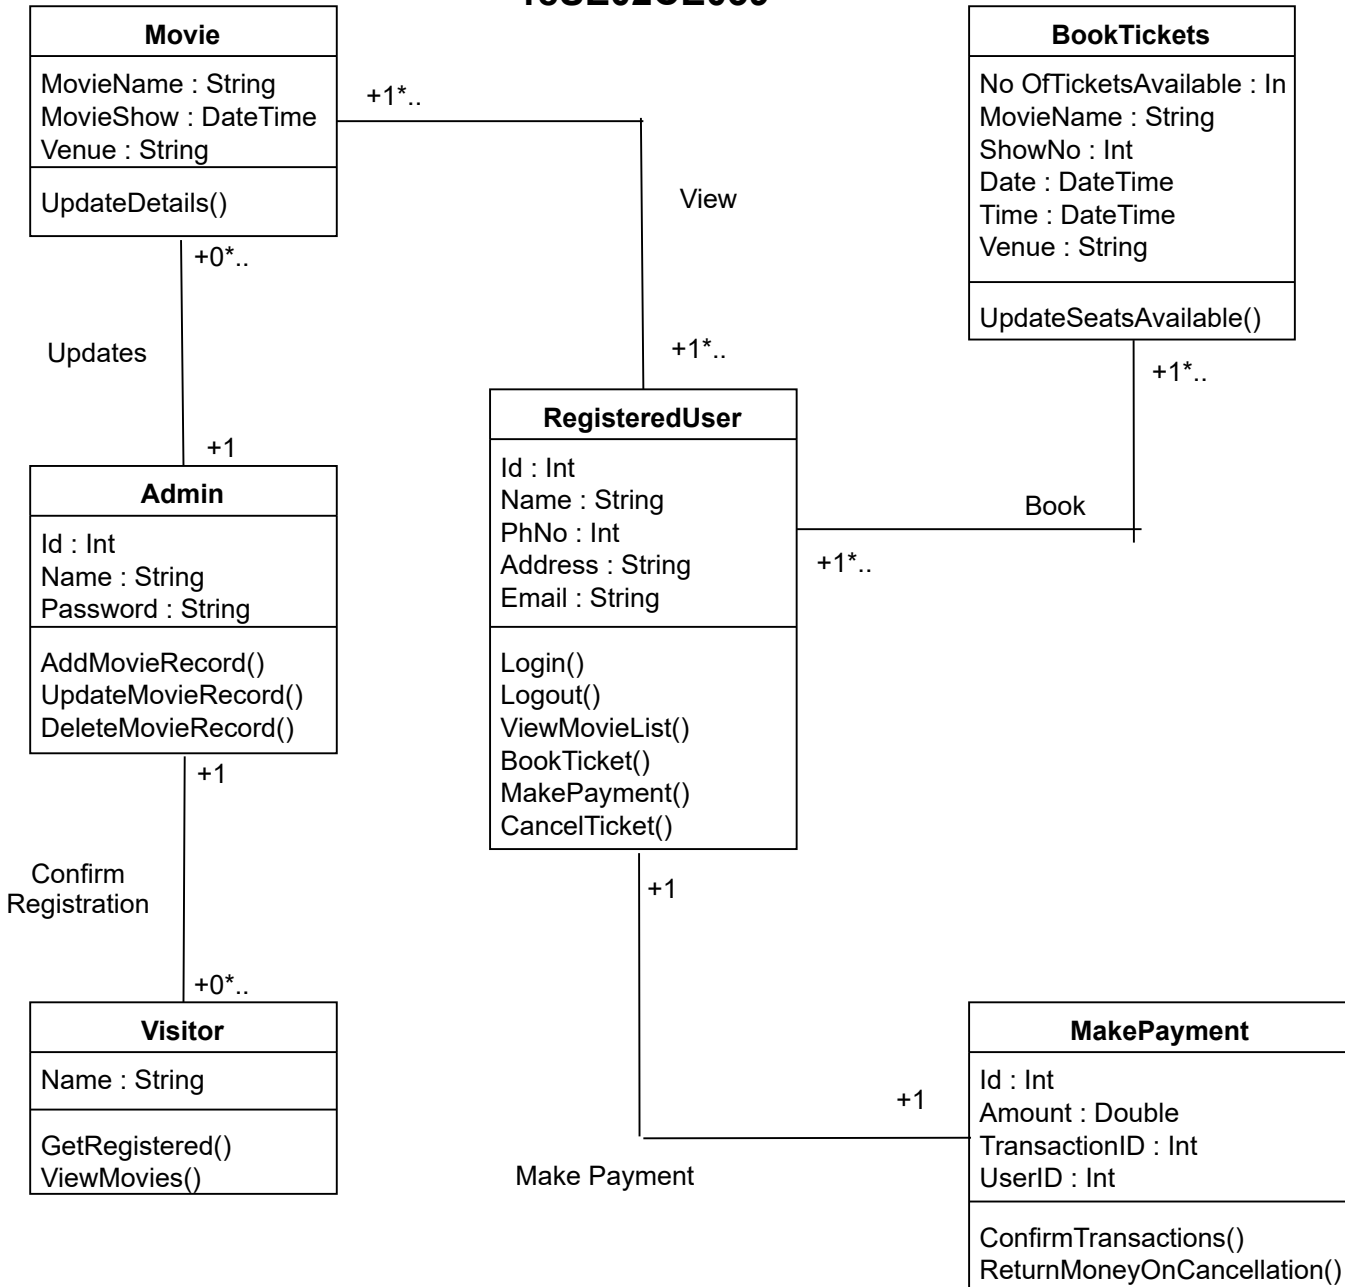 Movie
MovieName : String
MovieShow : DateTime
Venue : String
UpdateDetails()
+1*..
View
+1*..
BookTickets
No OfTicketsAvailable : In
MovieName : String
ShowNo : Int
Date : DateTime
Time : DateTime
Venue : String
UpdateSeatsAvailable()
+1*..
+0*..
Updates
+1
Admin
Id : Int
Name : String
Password : String
AddMovieRecord()
UpdateMovieRecord()
DeleteMovieRecord()
RegisteredUser
Id : Int
Name : String
PhNo : Int
Address : String
Email : String
Login()
Logout()
ViewMovieList()
BookTicket()
MakePayment()
CancelTicket()
Book
+1*..
+1
Confirm
Registration
+0*..
Visitor
Name : String
GetRegistered()
ViewMovies()
+1
Make Payment
+1
MakePayment
Id : Int
Amount : Double
TransactionID : Int
UserID : Int
ConfirmTransactions()
ReturnMoneyOnCancellation()